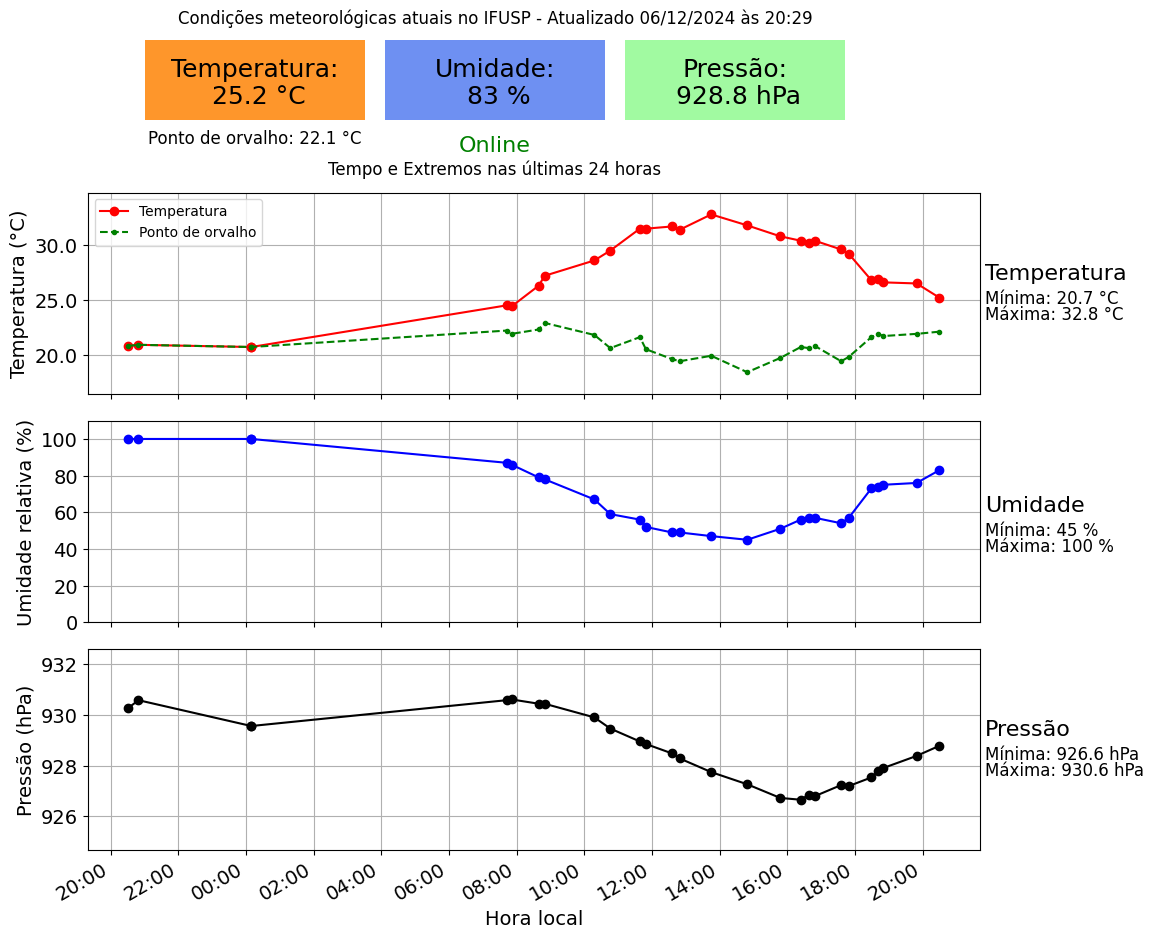 Condições meteorológicas atuais no IFUSP - Atualizado 06/12/2024 às 20:29
Temperatura:
25.2 °C
Umidade:
83 %
Pressão:
928.8 hPa
Ponto de orvalho: 22.1 °C
Online
Tempo e Extremos nas últimas 24 horas
Temperatura (°C)
30.0
25.0
20.0
Temperatura
Ponto de orvalho
Temperatura
Mínima: 20.7 °C
Máxima: 32.8 °C
Umidade relativa (%)
100
80
60
40
20
0
Umidade
Mínima: 45 %
Máxima: 100 %
Pressão (hPa)
932
930
928
926
Pressão
Mínima: 926.6 hPa
Máxima: 930.6 hPa
20:00
22:00
00:00
02:00
04:00
06:00
08:00
10:00
12:00
14:00
16:00
18:00
20:00
Hora local